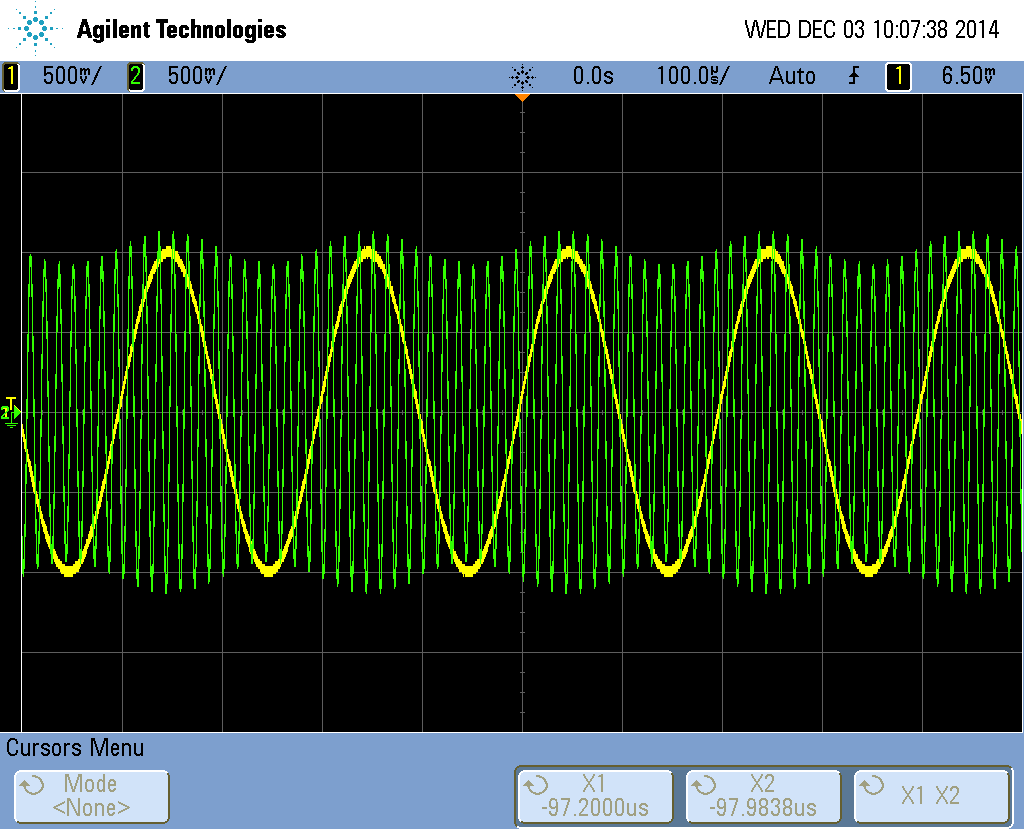 Agilent Technologies
WED DEC 03 10:07:38 2014
1 500mV/ 2 500mV/ 0.0s 100.0us/ Auto 1 6.50mV
T
2
Cursors Menu
Mode
<None>
X1
-97.2000us
X2
-97.9838us
X1 X2